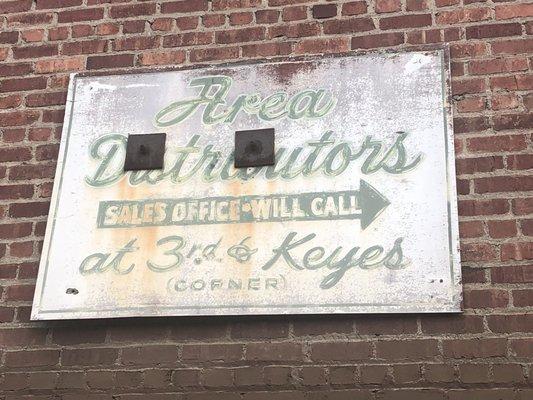 Area
Distributors
SALES OFFICE • WILL CALL
at 3rd & Keyes
(CORNER)